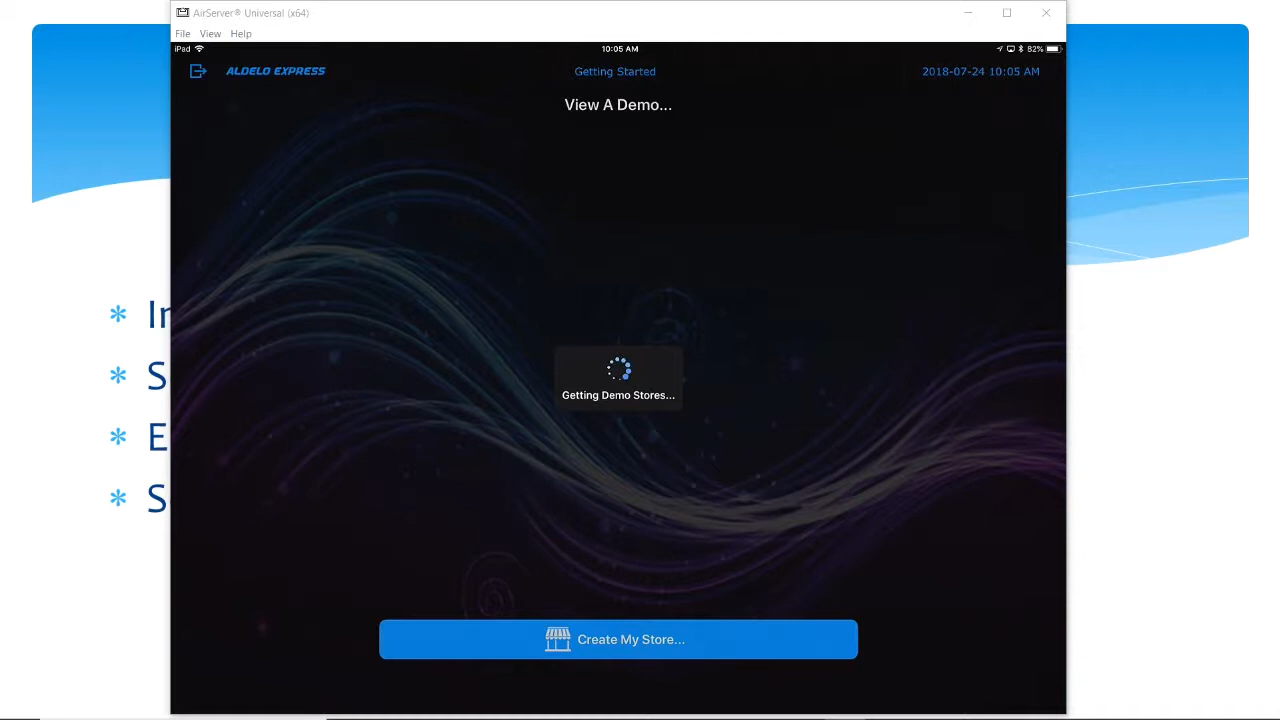 AirServer® Universal (x64)
File View Help
iPad 10:05 AM 82%
ALDELO EXPRESS Getting Started 2018-07-24 10:05 AM
View A Demo...
Getting Demo Stores...
Create My Store...